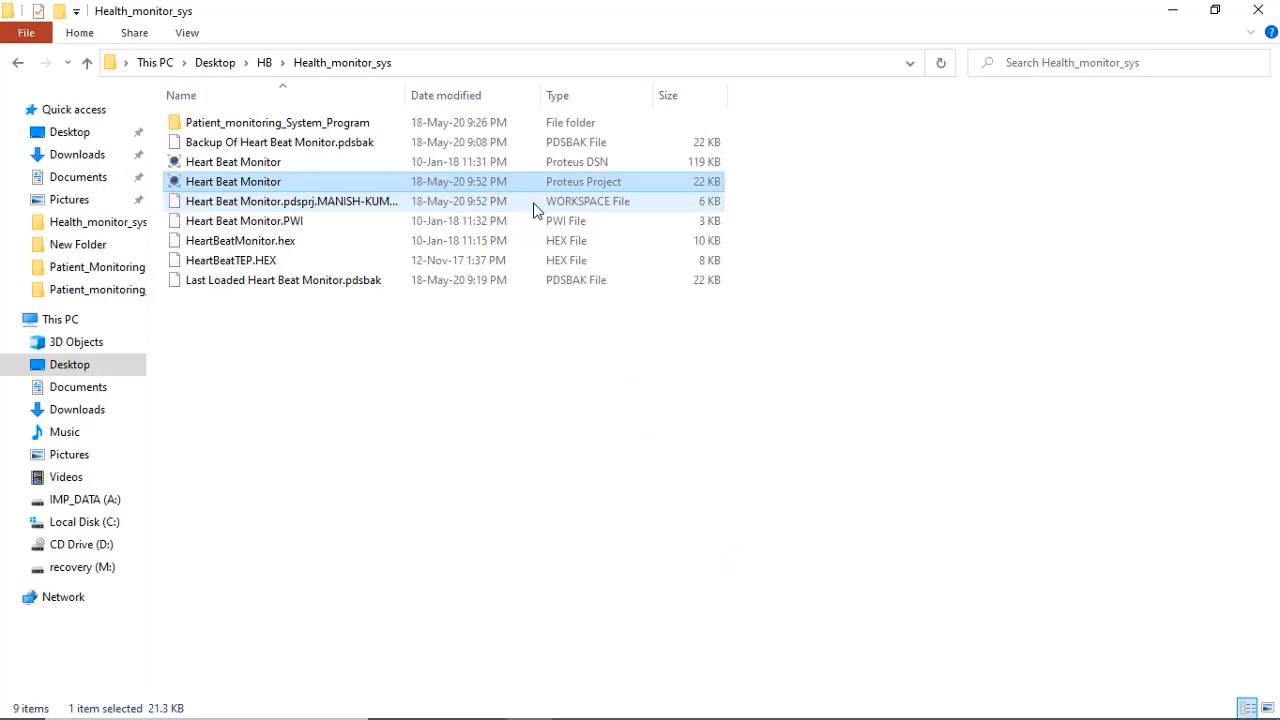 Health_monitor_sys
File Home Share View
This PC Desktop HB Health_monitor_sys
Search Health_monitor_sys
Name Date modified Type Size
Quick access
Desktop
Downloads
Documents
Pictures
Health_monitor_sys
New Folder
Patient_Monitoring
Patient_monitoring_
This PC
3D Objects
Desktop
Documents
Downloads
Music
Pictures
Videos
IMP_DATA (A:)
Local Disk (C:)
CD Drive (D:)
recovery (M:)
Network
Patient_monitoring_System_Program 18-May-20 9:26 PM File folder
Backup Of Heart Beat Monitor.pdsbak 18-May-20 9:08 PM PDSBAK File 22 KB
Heart Beat Monitor 10-Jan-18 11:31 PM Proteus DSN 119 KB
Heart Beat Monitor 18-May-20 9:52 PM Proteus Project 22 KB
Heart Beat Monitor.pdsprj.MANISH-KUM... 18-May-20 9:52 PM WORKSPACE File 6 KB
Heart Beat Monitor.PWI 10-Jan-18 11:32 PM PWI File 3 KB
HeartBeatMonitor.hex 10-Jan-18 11:15 PM HEX File 10 KB
HeartBeatTEP.HEX 12-Nov-17 1:37 PM HEX File 8 KB
Last Loaded Heart Beat Monitor.pdsbak 18-May-20 9:19 PM PDSBAK File 22 KB
9 items 1 item selected 21.3 KB